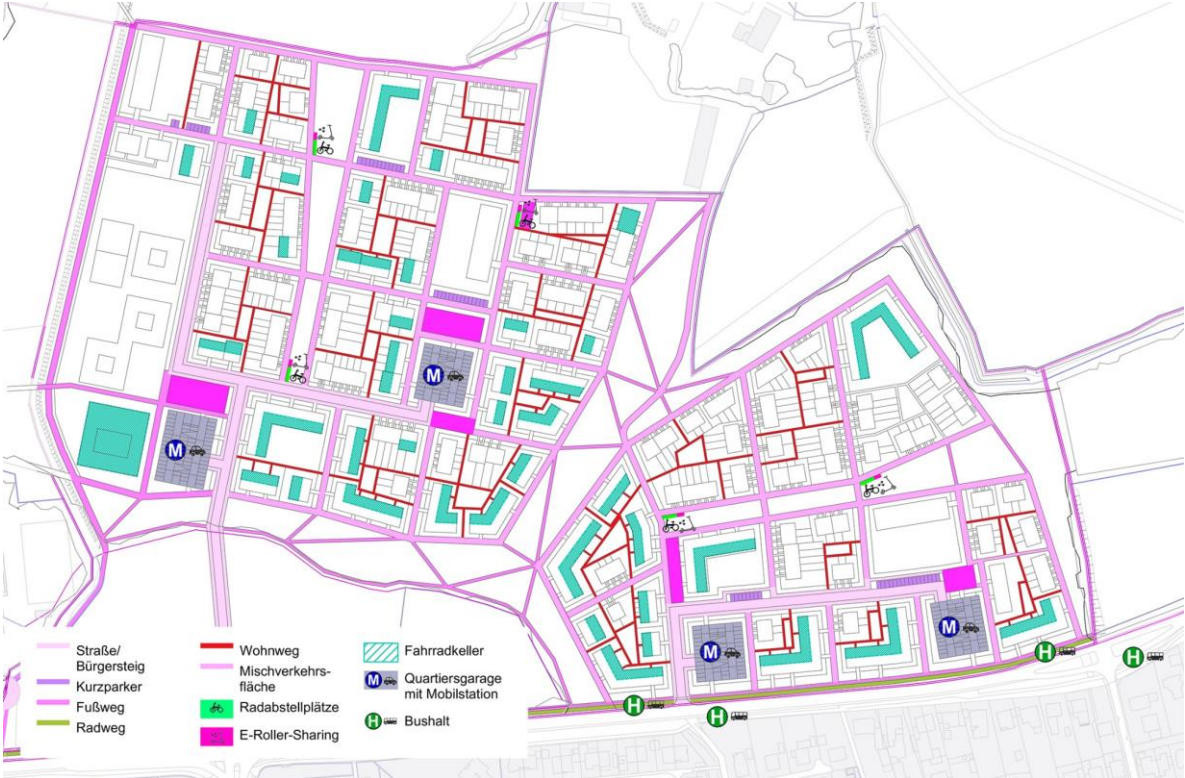 M
M
M
M
H
H
H
H
Straße/
Bürgersteig
Kurzparker
Fußweg
Radweg
Wohnweg
Mischverkehrs-
fläche
Radabstellplätze
E-Roller-Sharing
Fahrradkeller
M
Quartiersgarage
mit Mobilstation
H
Bushalt